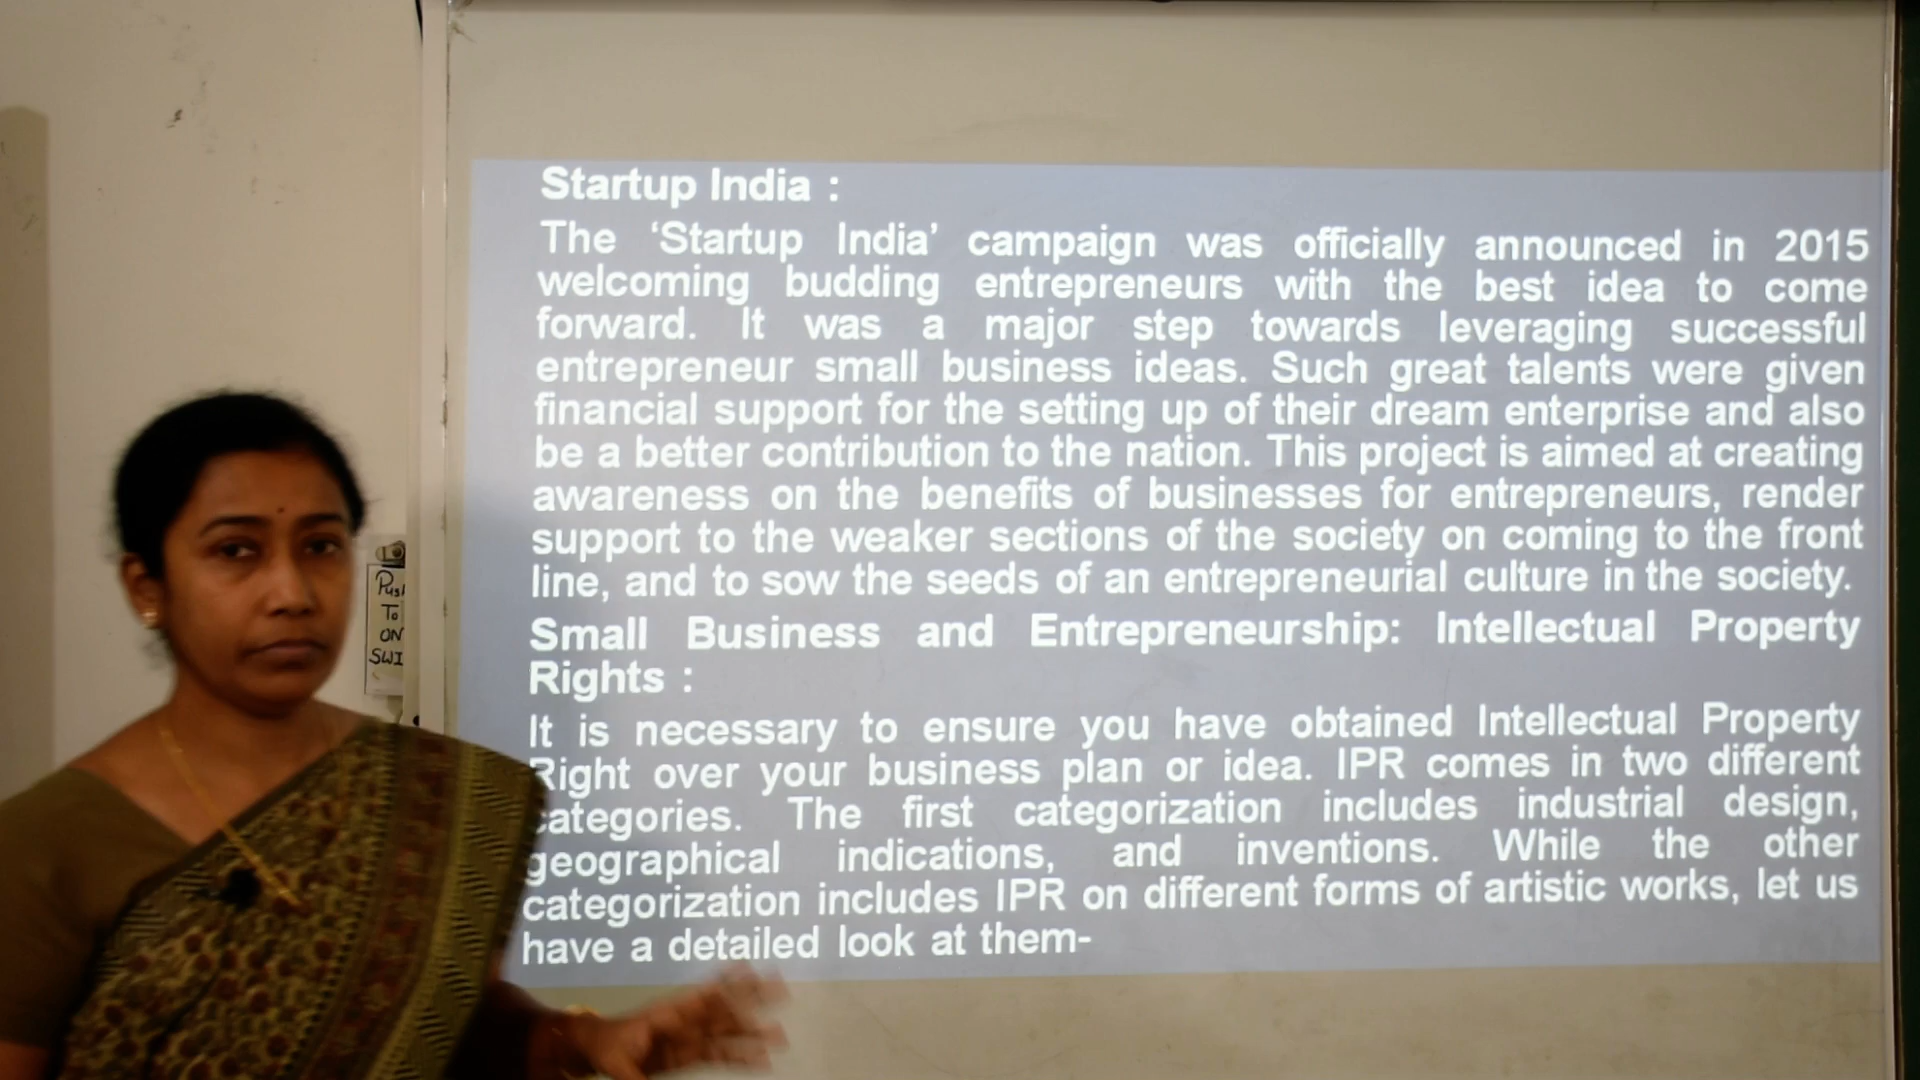 Startup India :
The ‘Startup India’ campaign was officially announced in 2015
welcoming budding entrepreneurs with the best idea to come
forward. It was a major step towards leveraging successful
entrepreneur small business ideas. Such great talents were given
financial support for the setting up of their dream enterprise and also
be a better contribution to the nation. This project is aimed at creating
awareness on the benefits of businesses for entrepreneurs, render
support to the weaker sections of the society on coming to the front
line, and to sow the seeds of an entrepreneurial culture in the society.
Small Business and Entrepreneurship: Intellectual Property
Rights :
It is necessary to ensure you have obtained Intellectual Property
Right over your business plan or idea. IPR comes in two different
categories. The first categorization includes industrial design,
geographical indications, and inventions. While the other
categorization includes IPR on different forms of artistic works, let us
have a detailed look at them-
To
ON